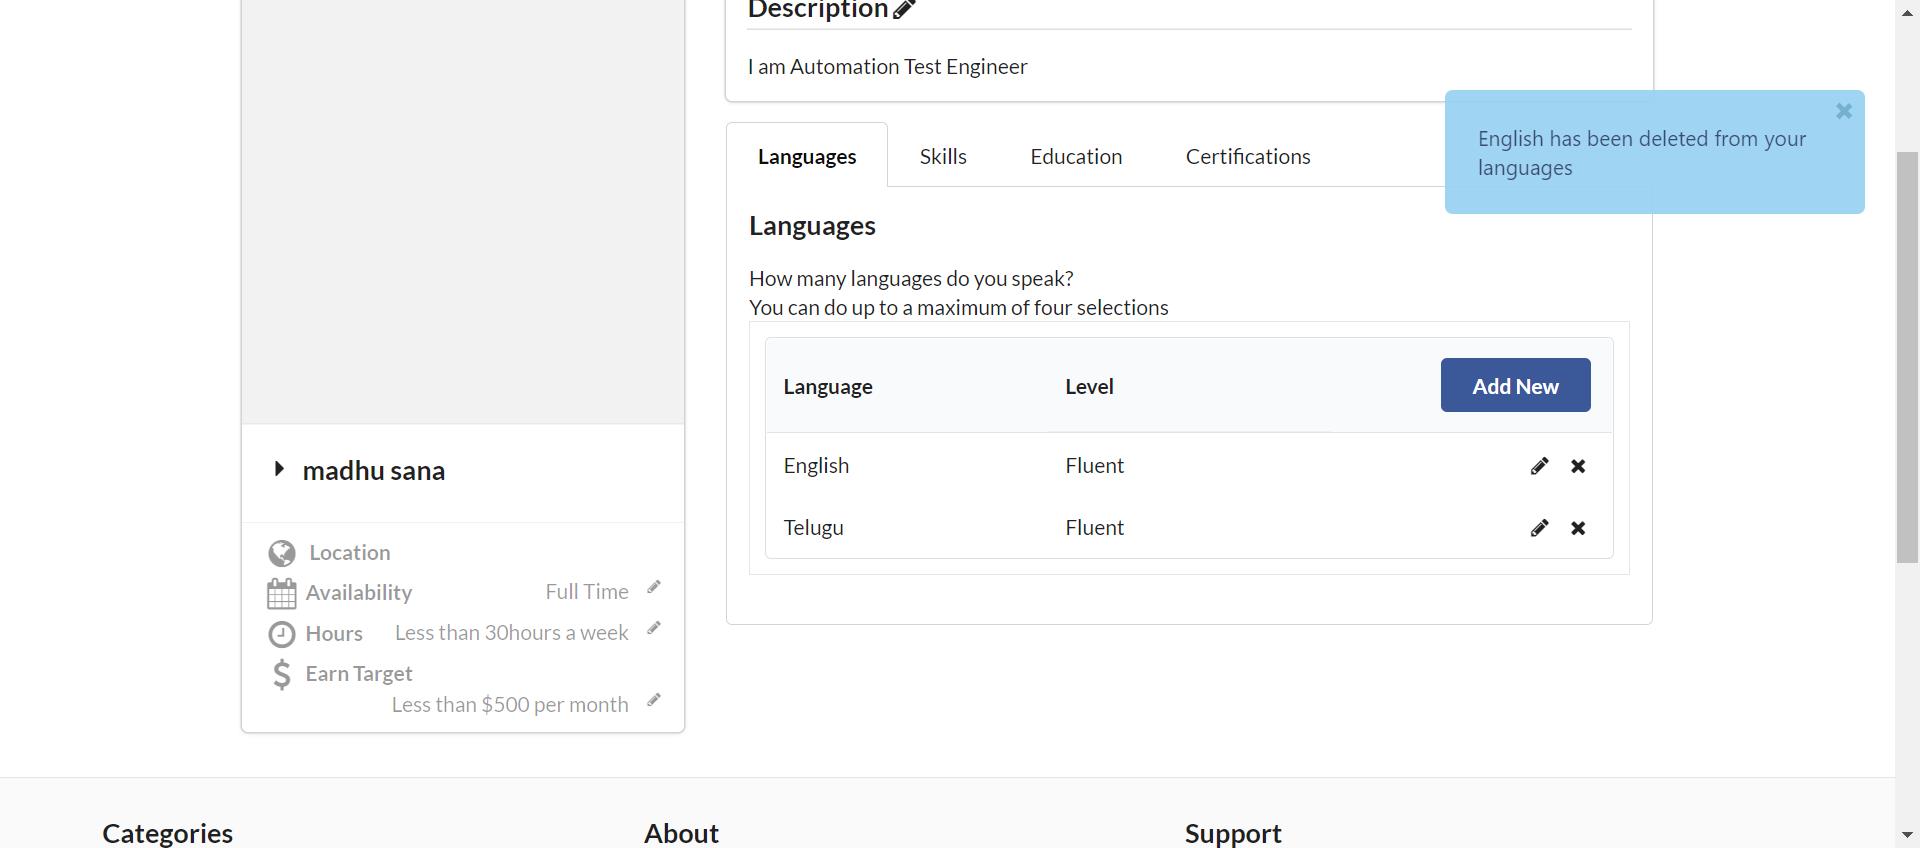 Description
I am Automation Test Engineer
English has been deleted from your
languages
Languages Skills Education Certifications
Languages
How many languages do you speak?
You can do up to a maximum of four selections
Language Level Add New
English Fluent
Telugu Fluent
madhu sana
Location
Availability Full Time
Hours Less than 30hours a week
Earn Target
Less than $500 per month
Categories About Support